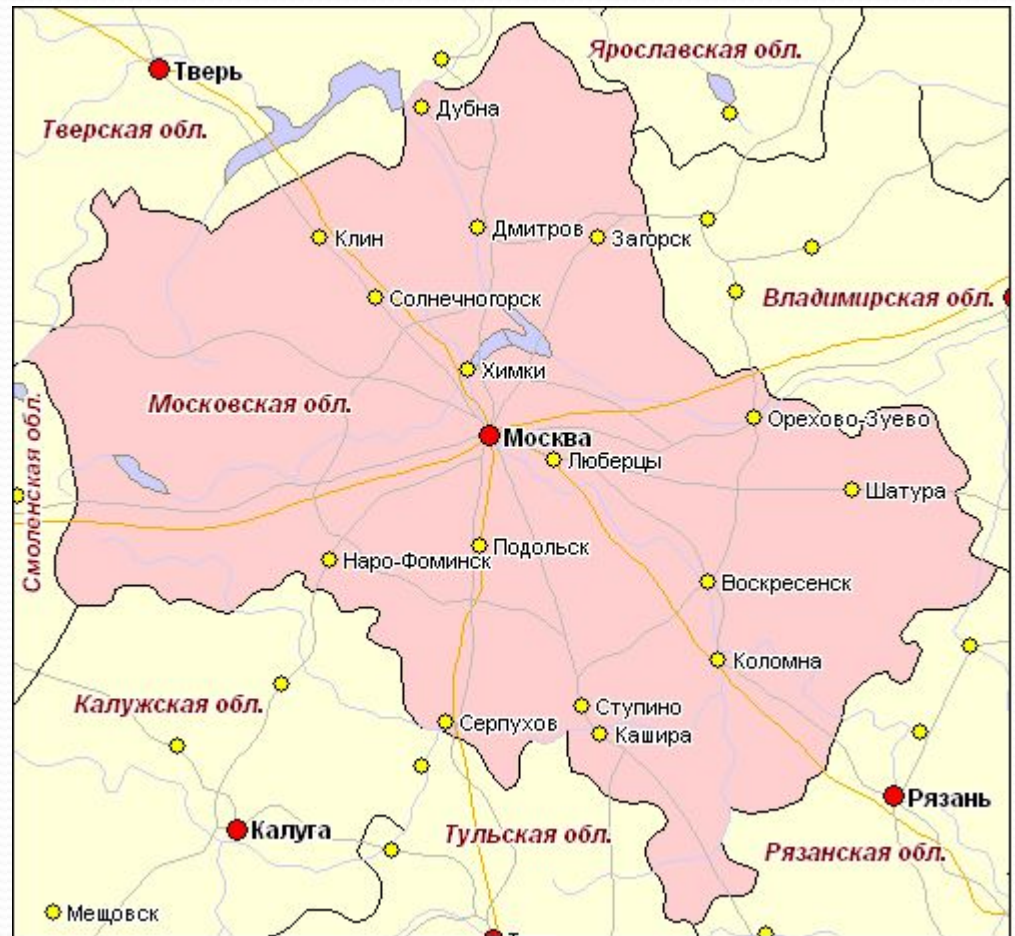 Ярославская обл.
Тверь
Дубна
Тверская обл.
Дмитров
Клин
Загорск
Солнечногорск
Владимирская обл.
Химки
Московская обл.
Орехово-Зуево
Москва
Люберцы
Смоленская обл.
Шатура
Подольск
Наро-Фоминск
Воскресенск
Коломна
Калужская обл.
Ступино
Серпухов
Кашира
Рязань
Калуга
Тульская обл.
Рязанская обл.
Мещовск